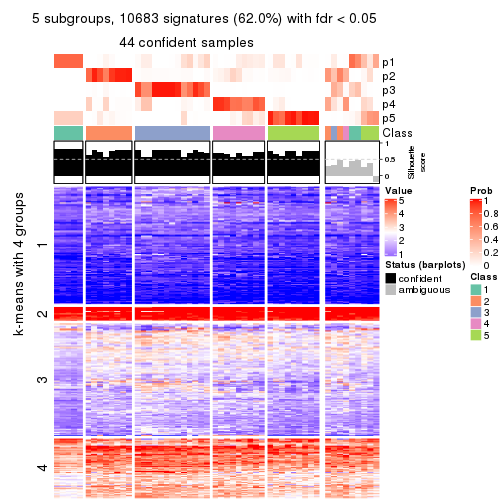 5 subgroups, 10683 signatures (62.0%) with fdr < 0.05
44 confident samples
p1
p2
p3
p4
p5
Class
1
0.5
0
Silhouette
score
k-means with 4 groups
1
2
3
4
Value
5
4
3
2
1
Status (barplots)
confident
ambiguous
Prob
1
0.8
0.6
0.4
0.2
0
Class
1
2
3
4
5